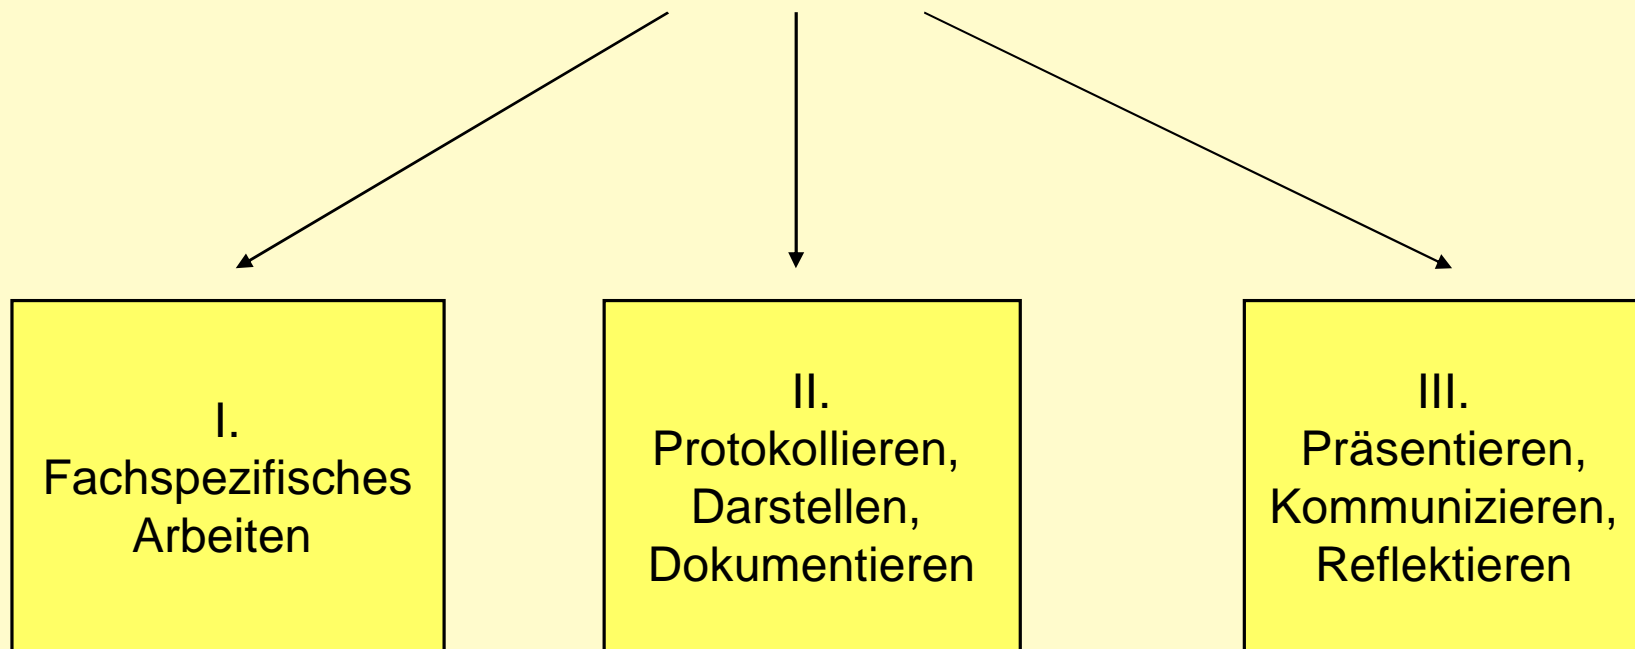 I.
Fachspezifisches
Arbeiten
II.
Protokollieren,
Darstellen,
Dokumentieren
III.
Präsentieren,
Kommunizieren,
Reflektieren